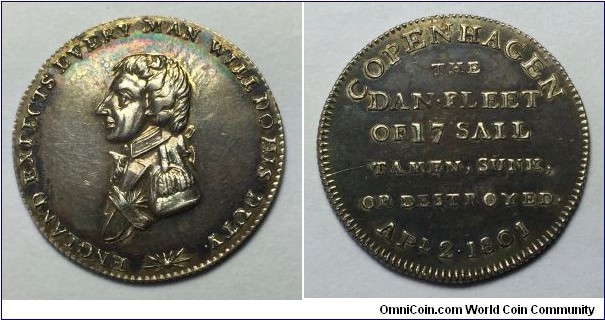 ENGLAND EXPECTS EVERY MAN WILL DO HIS DUTY.
COPENHAGEN
THE
DAN·FLEET
OF 17 SAIL
TAKEN, SUNK,
OR DESTROYED
APL 2·1801
OmniCoin.com World Coin Community